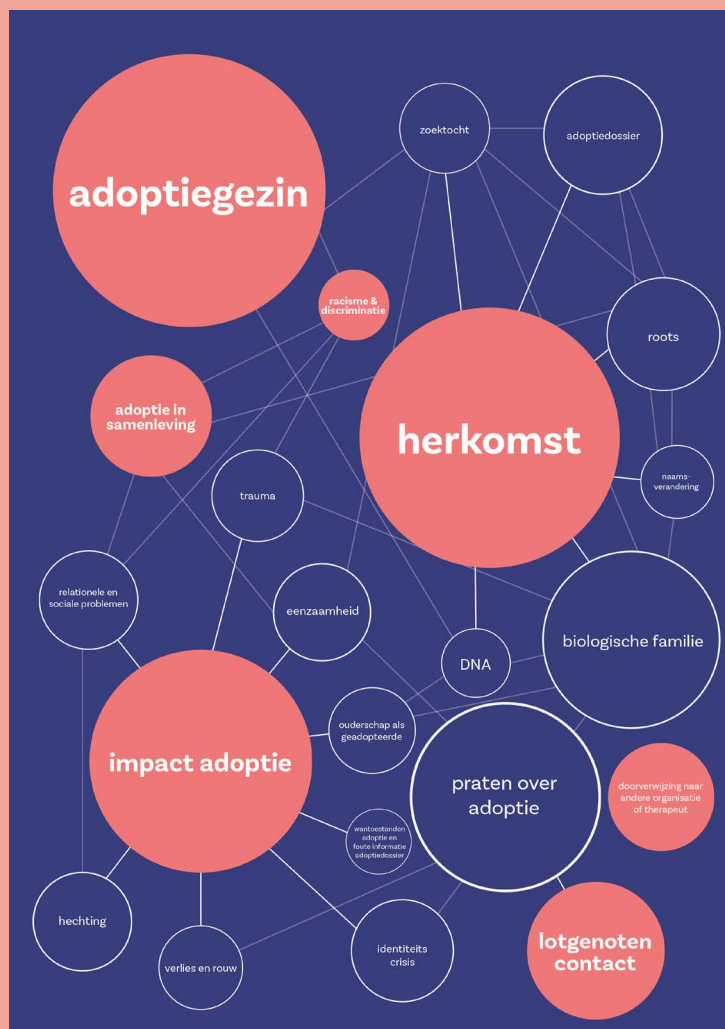 zoektocht
adoptiedossier
adoptiegezin
racisme &
discriminatie
roots
adoptie in
samenleving
herkomst
naams-
verandering
trauma
relationele en
sociale problemen
eenzaamheid
biologische familie
DNA
ouderschap als
geadopteerde
impact adoptie
praten over
adoptie
doorverwijzing naar
andere organisatie
of therapeut
wantoestanden
adoptie en
foute informatie
adoptiedossier
hechting
verlies en rouw
identiteits
crisis
lotgenoten
contact